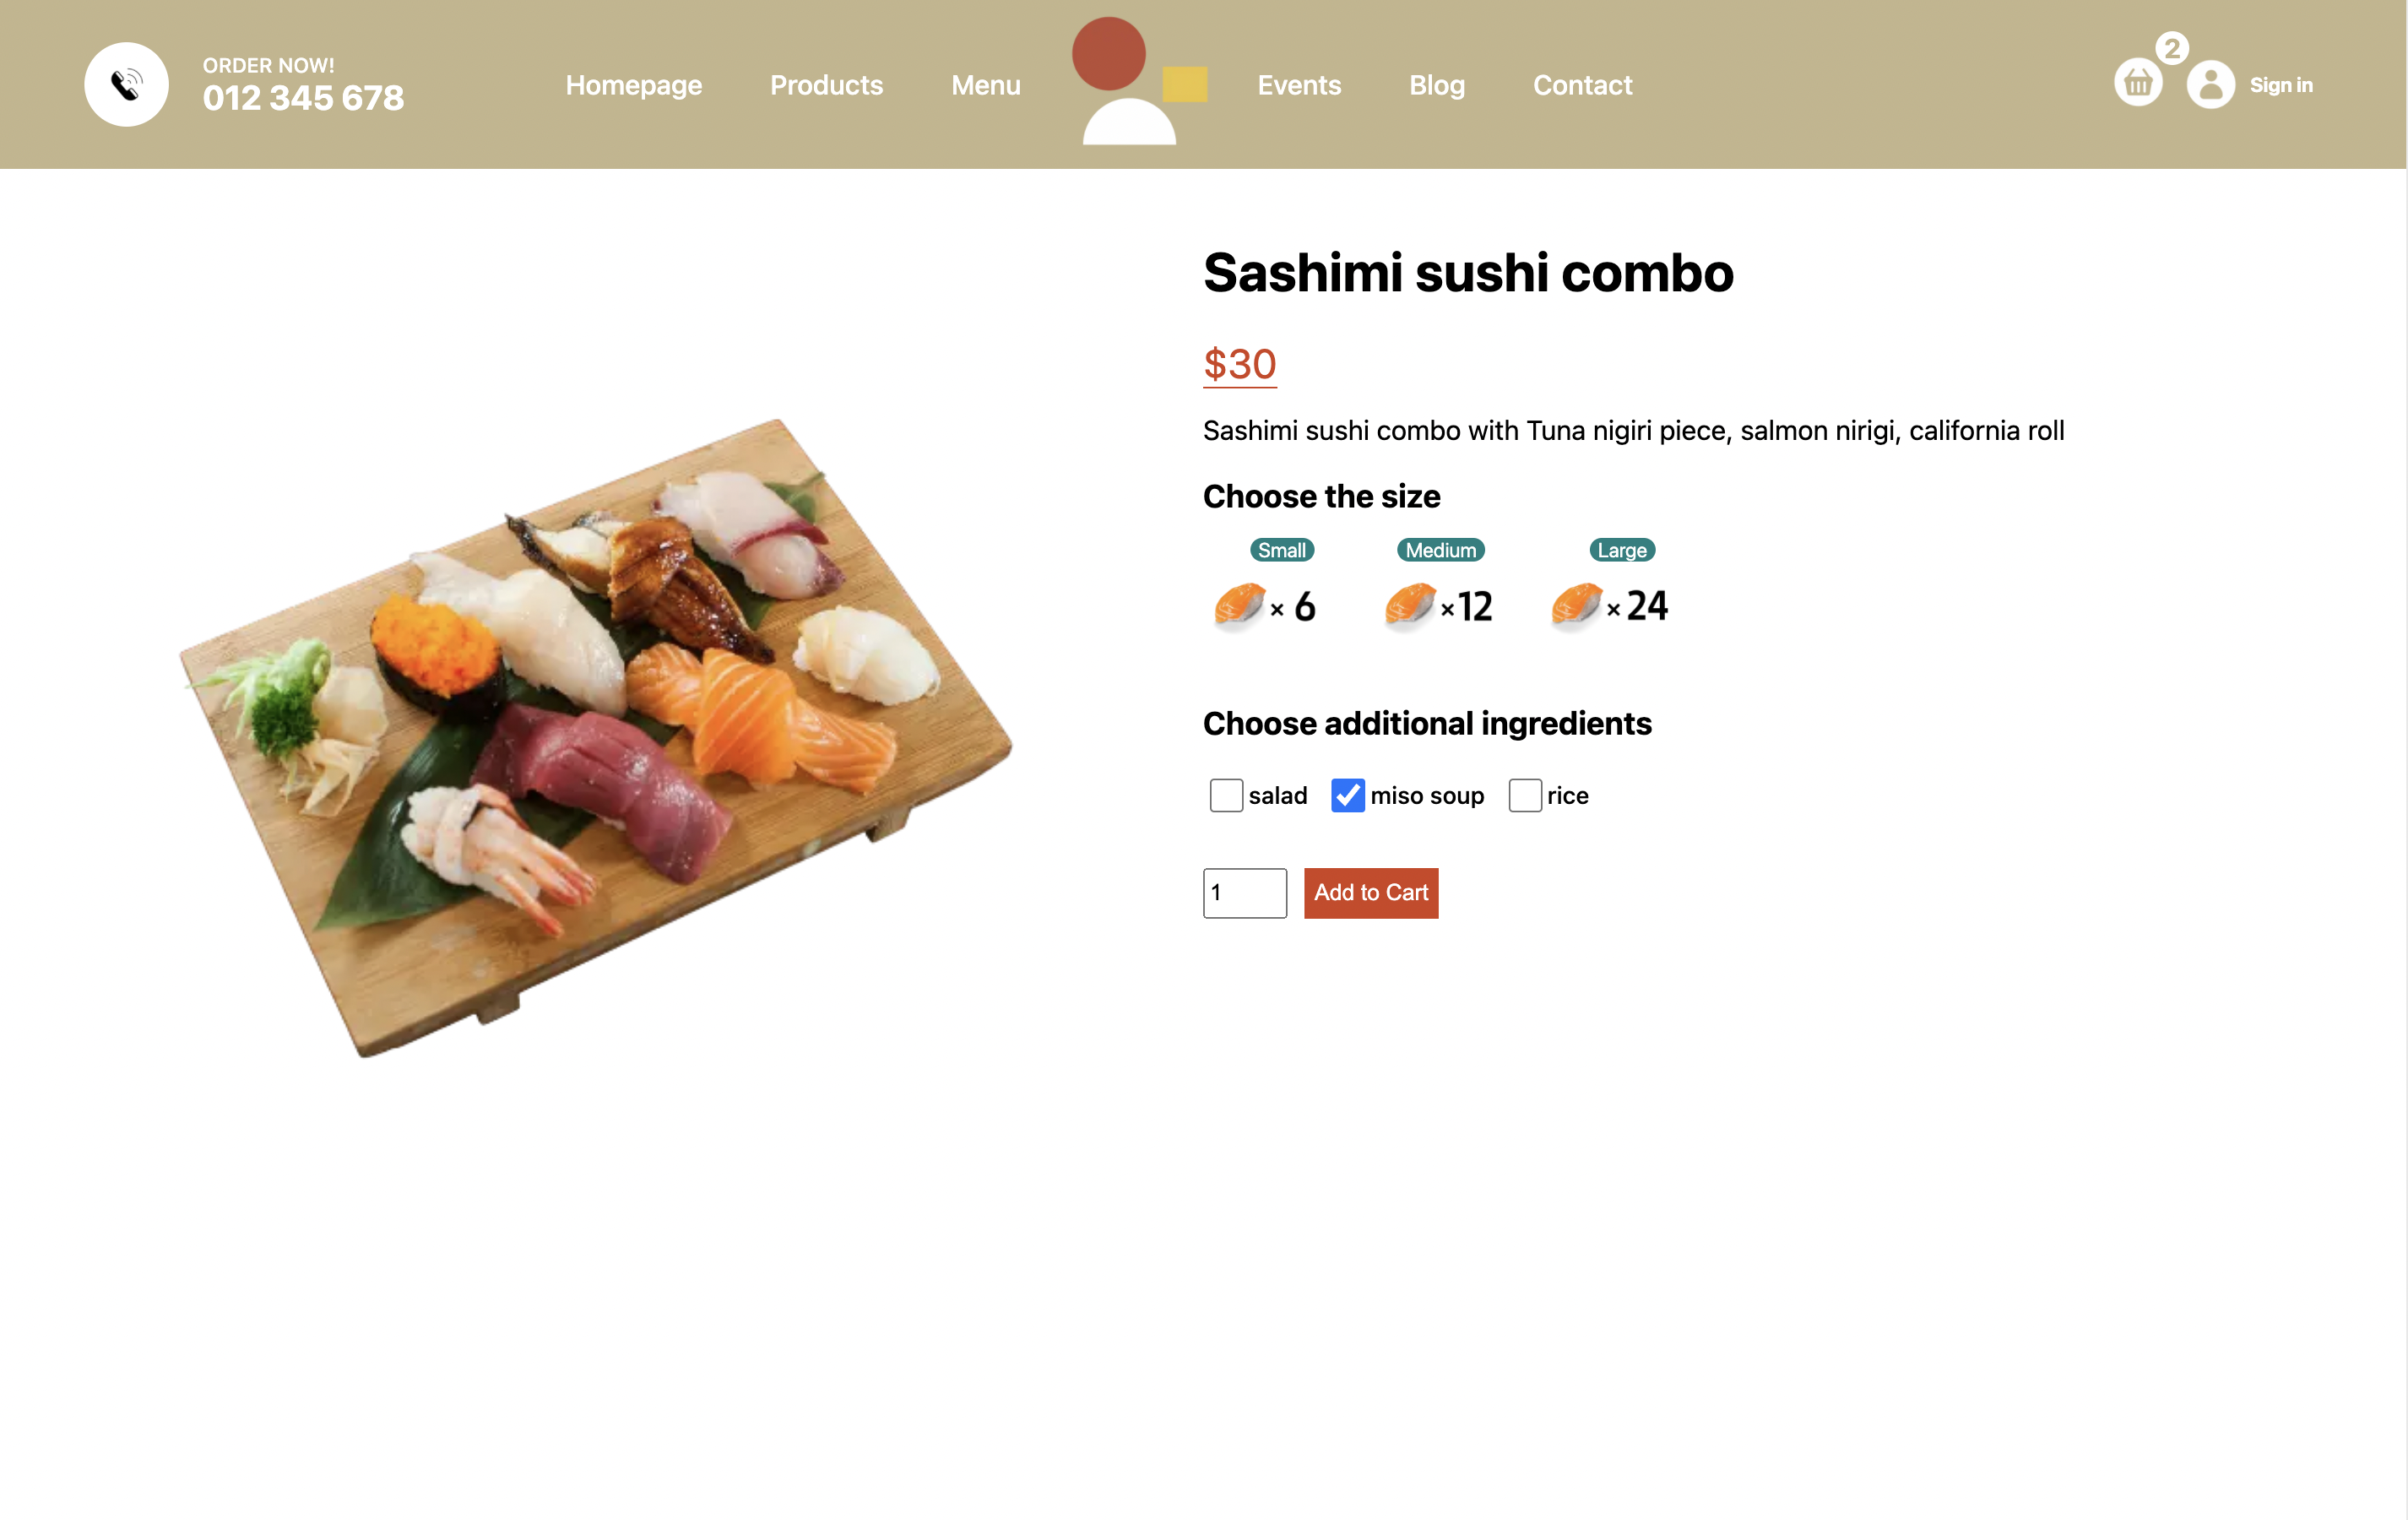 ORDER NOW!
012 345 678
Homepage Products Menu Events Blog Contact
2
Sign in
Sashimi sushi combo
$30
Sashimi sushi combo with Tuna nigiri piece, salmon nirigi, california roll
Choose the size
Small Medium Large
× 6 ×12 × 24
Choose additional ingredients
salad miso soup rice
1 Add to Cart